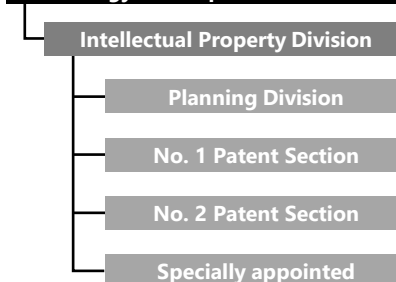 Intellectual Property Division
Planning Division
No. 1 Patent Section
No. 2 Patent Section
Specially appointed